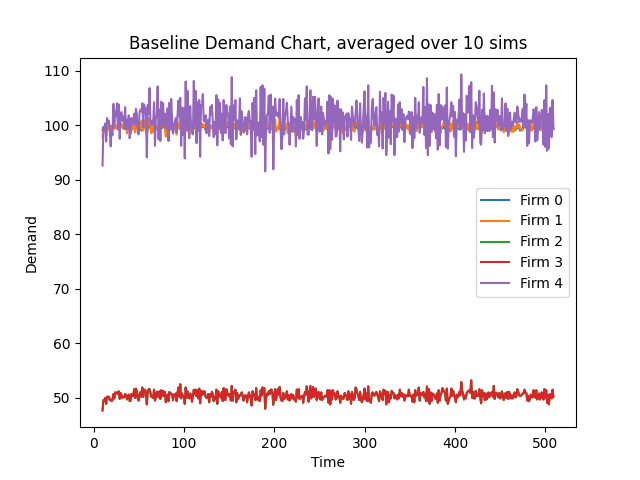 Baseline Demand Chart, averaged over 10 sims
110
100
90
80
70
60
50
Demand
Firm 0
Firm 1
Firm 2
Firm 3
Firm 4
0 100 200 300 400 500
Time